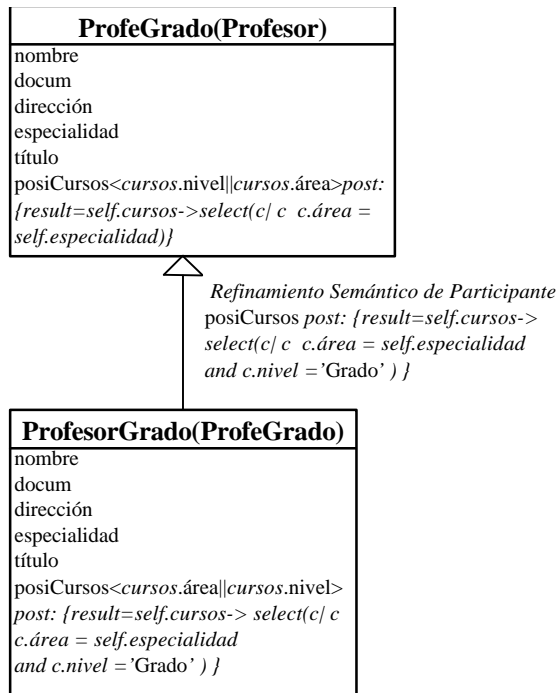 ProfeGrado(Profesor)
nombre
docum
dirección
especialidad
título
posiCursos<cursos.nivel||cursos.área>post:
{result=self.cursos->select(c| c  c.área =
self.especialidad)}
Refinamiento Semántico de Participante
posiCursos post: {result=self.cursos->
select(c| c  c.área = self.especialidad
and c.nivel ='Grado' ) }
ProfesorGrado(ProfeGrado)
nombre
docum
dirección
especialidad
título
posiCursos<cursos.área||cursos.nivel>
post: {result=self.cursos-> select(c| c
c.área = self.especialidad
and c.nivel ='Grado' ) }